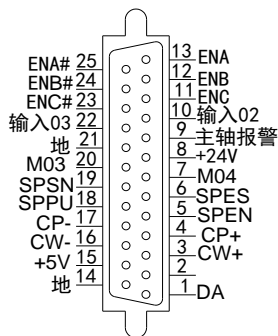 ENA# 25
ENB# 24
ENC# 23
输入03 22
地 21
M03 20
SPSN 19
SPPU 18
CP- 17
CW- 16
+5V 15
地 14
13 ENA
12 ENB
11 ENC
10 输入02
9 主轴报警
8 +24V
7 M04
6 SPES
5 SPEN
4 CP+
3 CW+
2
1 DA